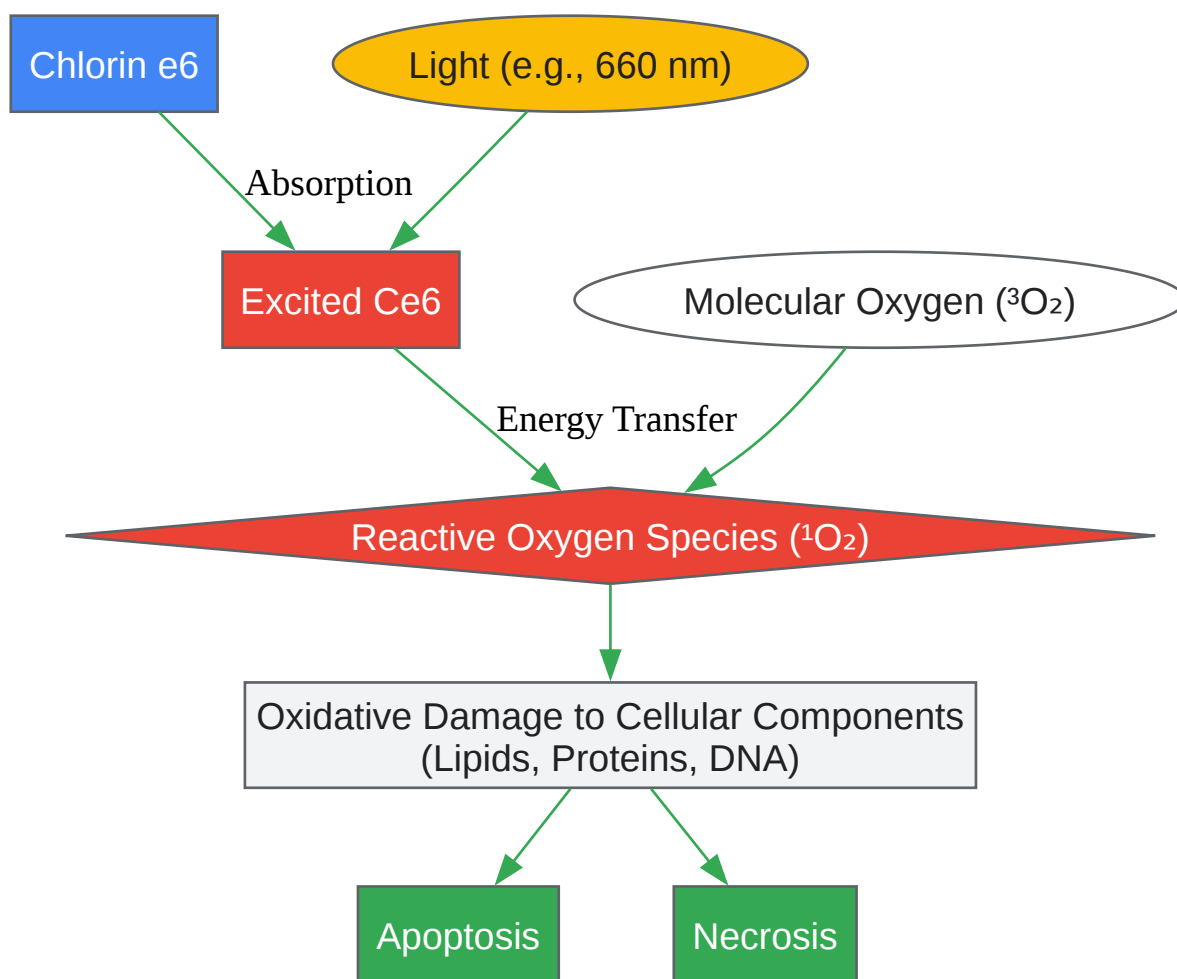 Chlorin e6
Light (e.g., 660 nm)
Absorption
Excited Ce6
Molecular Oxygen (³O₂)
Energy Transfer
Reactive Oxygen Species (¹O₂)
Oxidative Damage to Cellular Components
(Lipids, Proteins, DNA)
Apoptosis
Necrosis